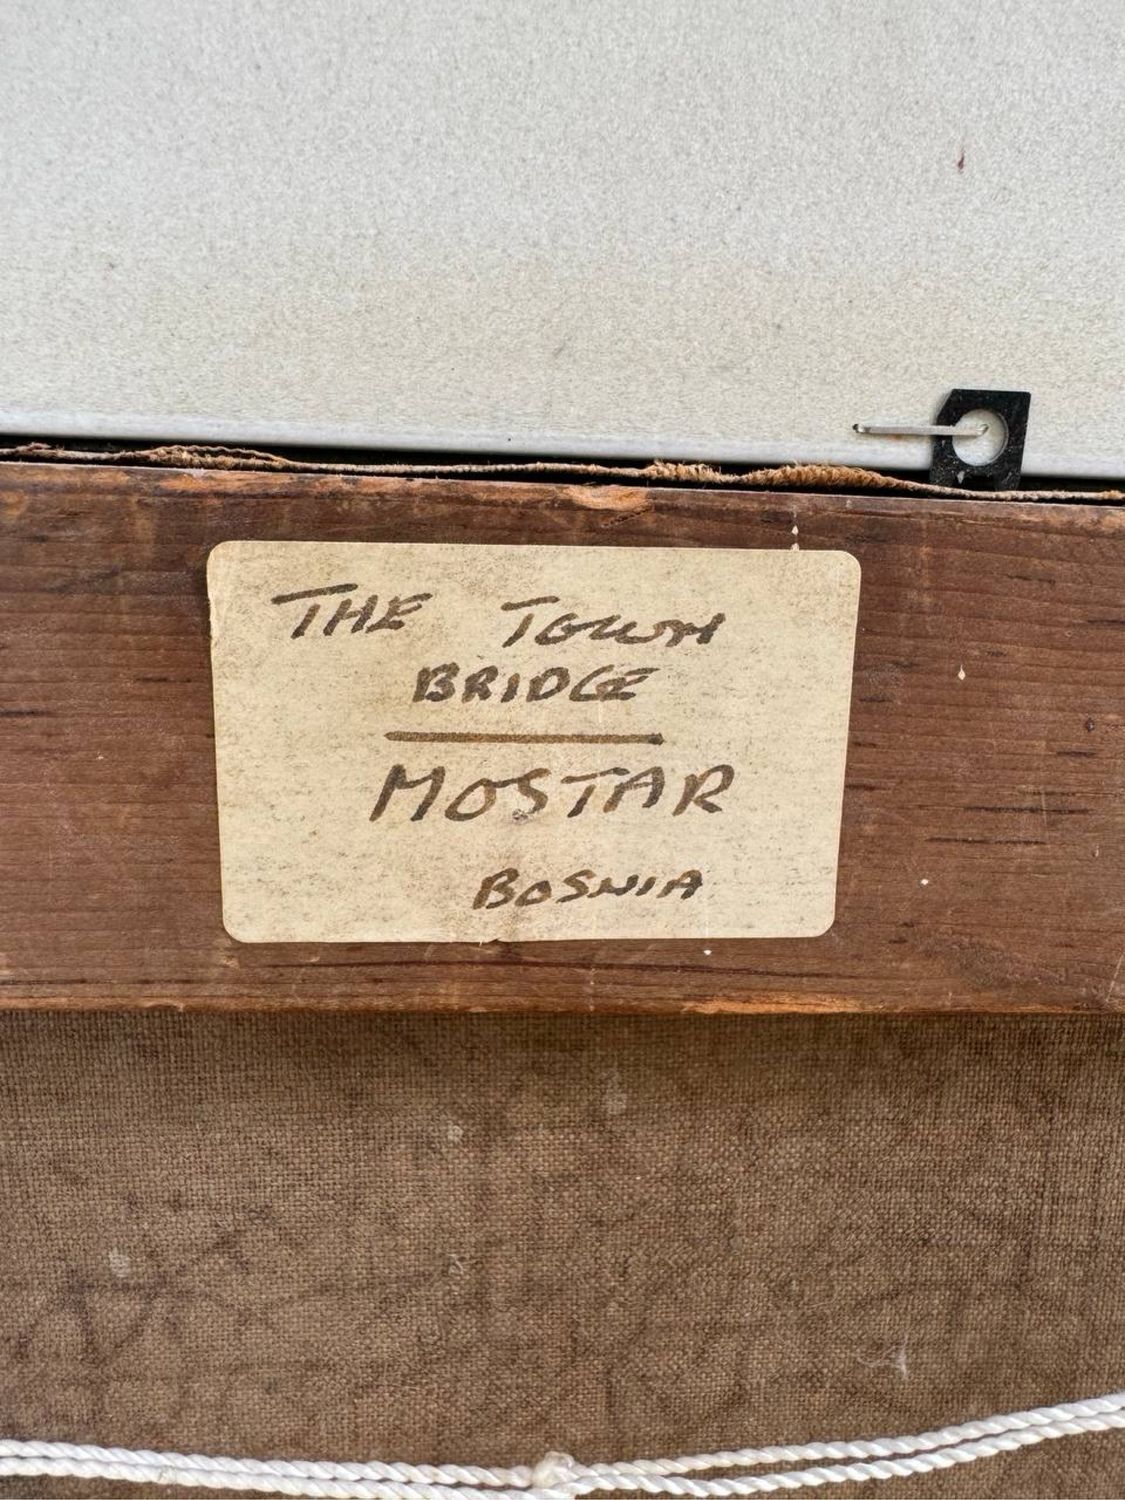 THE TOWN
BRIDGE
MOSTAR
BOSNIA